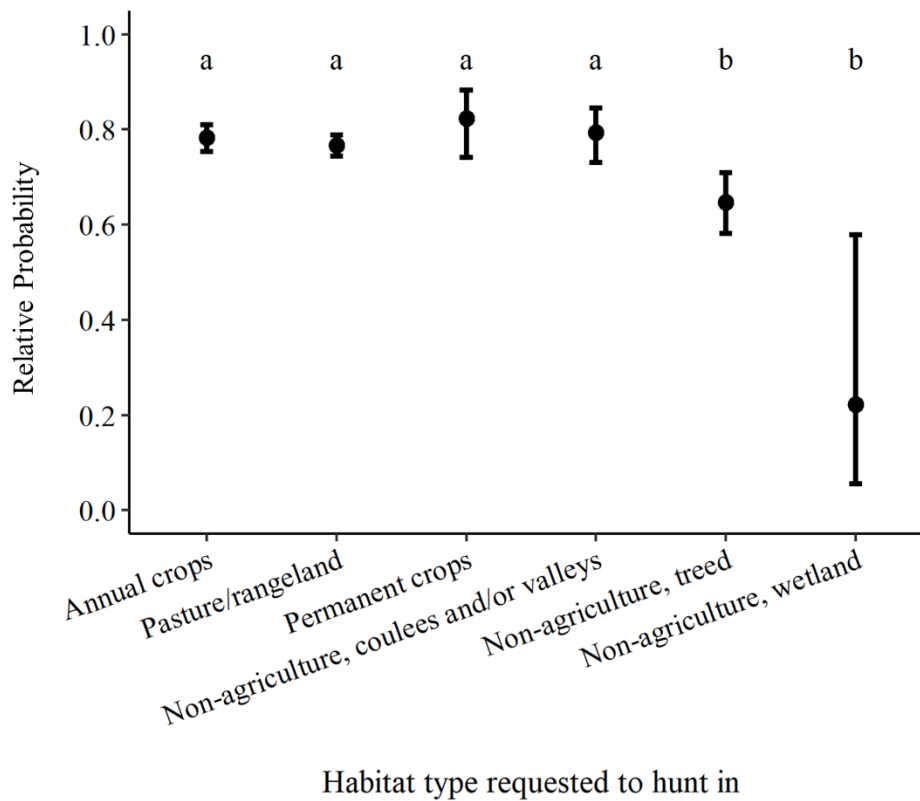 1.0
a a a a b b
0.8
0.6
0.4
0.2
0.0
Relative Probability
Annual crops
Pasture/rangeland
Permanent crops
Non-agriculture, coulees and/or valleys
Non-agriculture, treed
Non-agriculture, wetland
Habitat type requested to hunt in